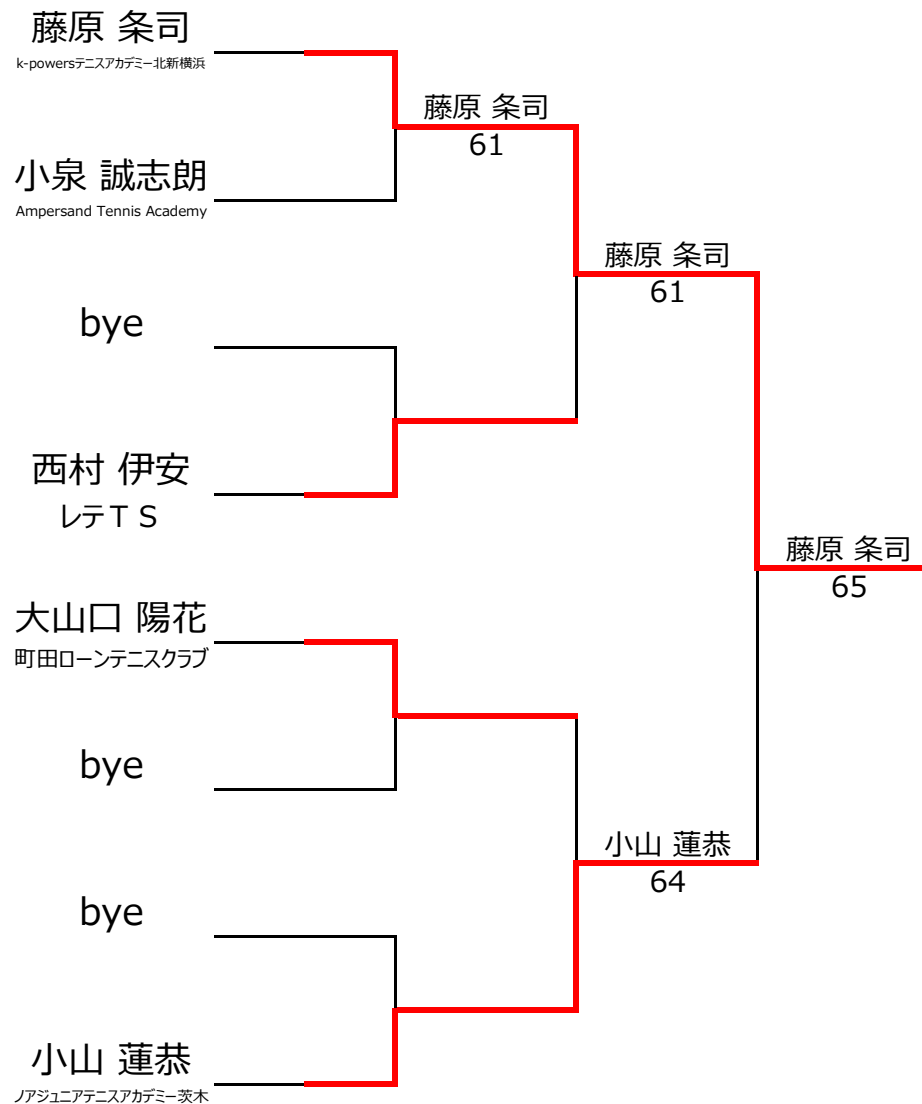 藤原 条司
k-powersテニスアカデミー北新横浜
藤原 条司
61
小泉 誠志朗
Ampersand Tennis Academy
藤原 条司
61
bye
西村 伊安
レテＴＳ
藤原 条司
65
大山口 陽花
町田ローンテニスクラブ
bye
小山 蓮恭
64
bye
小山 蓮恭
ノアジュニアテニスアカデミー茨木